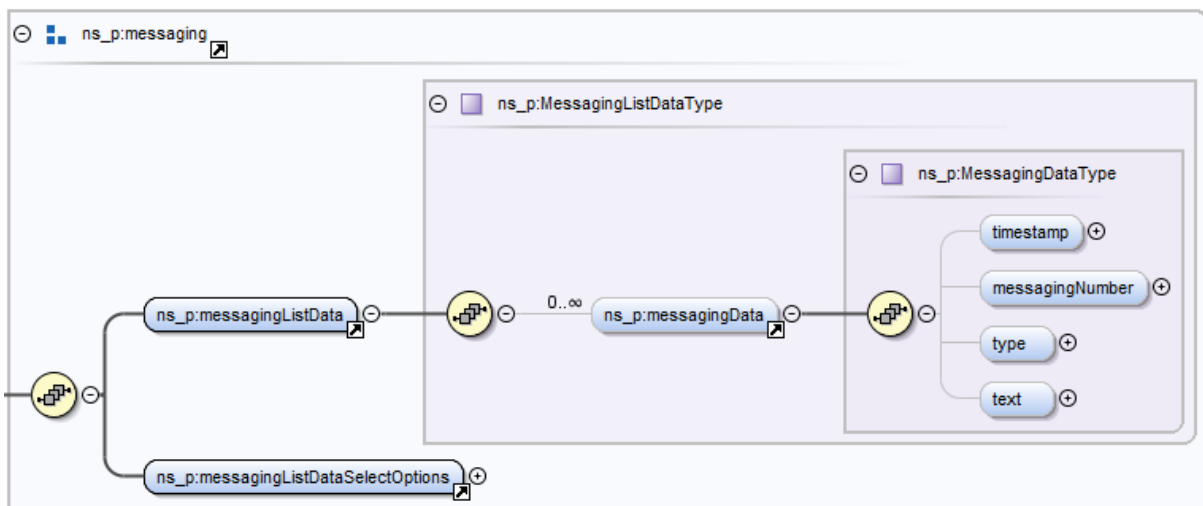 ns_p:messaging
ns_p:MessagingListDataType
ns_p:MessagingDataType
timestamp
messagingNumber
ns_p:messagingListData
0..∞
ns_p:messagingData
type
text
ns_p:messagingListDataSelectOptions